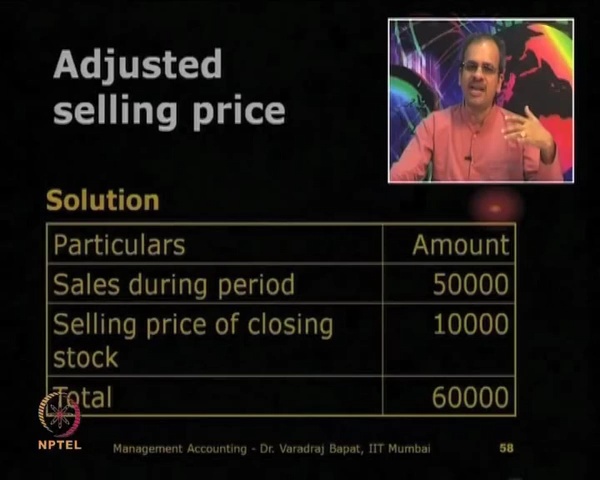 Adjusted
selling price
Solution
Particulars Amount
Sales during period 50000
Selling price of closing 10000
stock
Total 60000
NPTEL
Management Accounting - Dr. Varadraj Bapat, IIT Mumbai 58